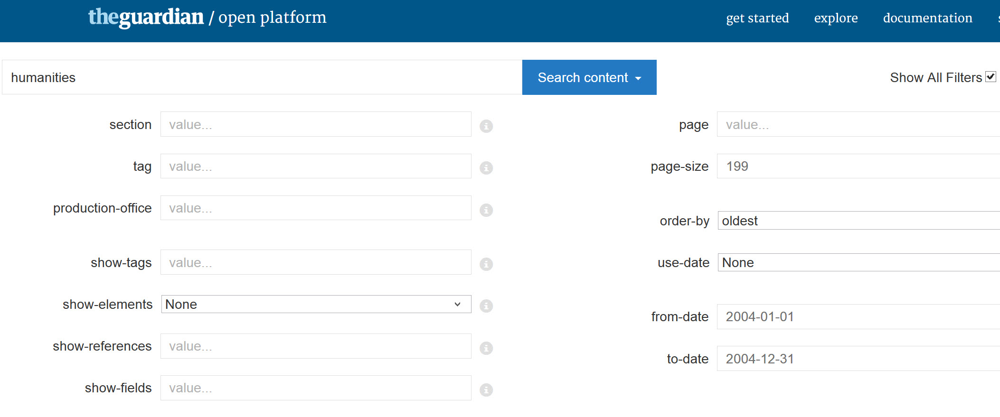 theguardian / open platform get started explore documentation
humanities Search content Show All Filters
section value... page value...
tag value... page-size 199
production-office value...
order-by oldest
show-tags value... use-date None
show-elements None
from-date 2004-01-01
show-references value...
to-date 2004-12-31
show-fields value...